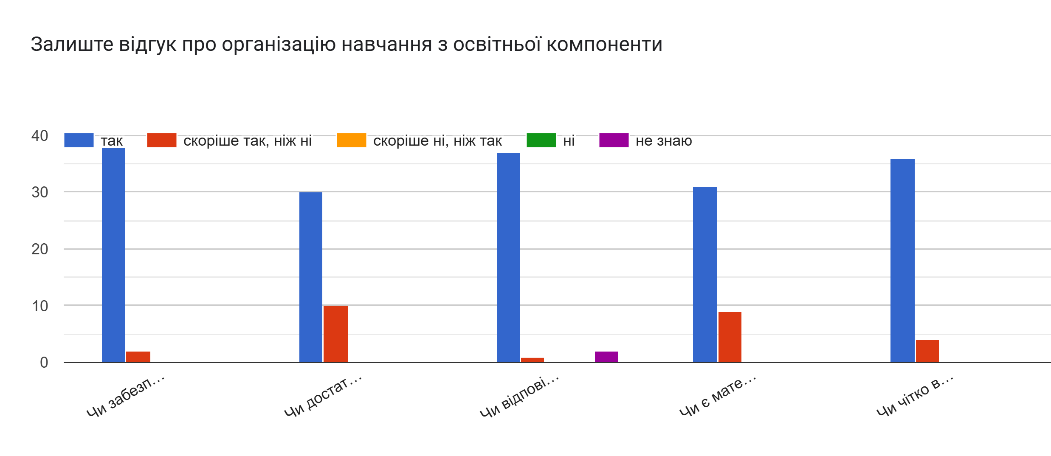 Залиште відгук про організацію навчання з освітньої компоненти
40
30
20
10
0
так
скоріше так, ніж ні
скоріше ні, ніж так
ні
не знаю
Чи забезп…
Чи достат…
Чи відпові…
Чи є мате…
Чи чітко в…